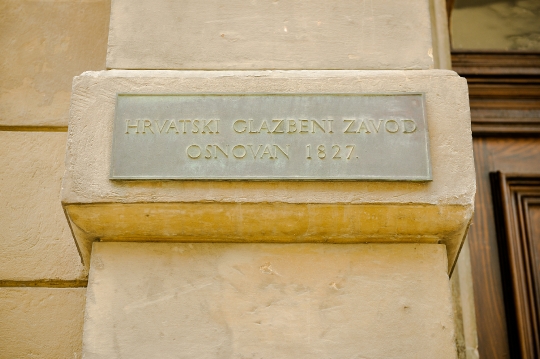 HRVATSKI GLAZBENI ZAVOD
OSNOVAN 1827.